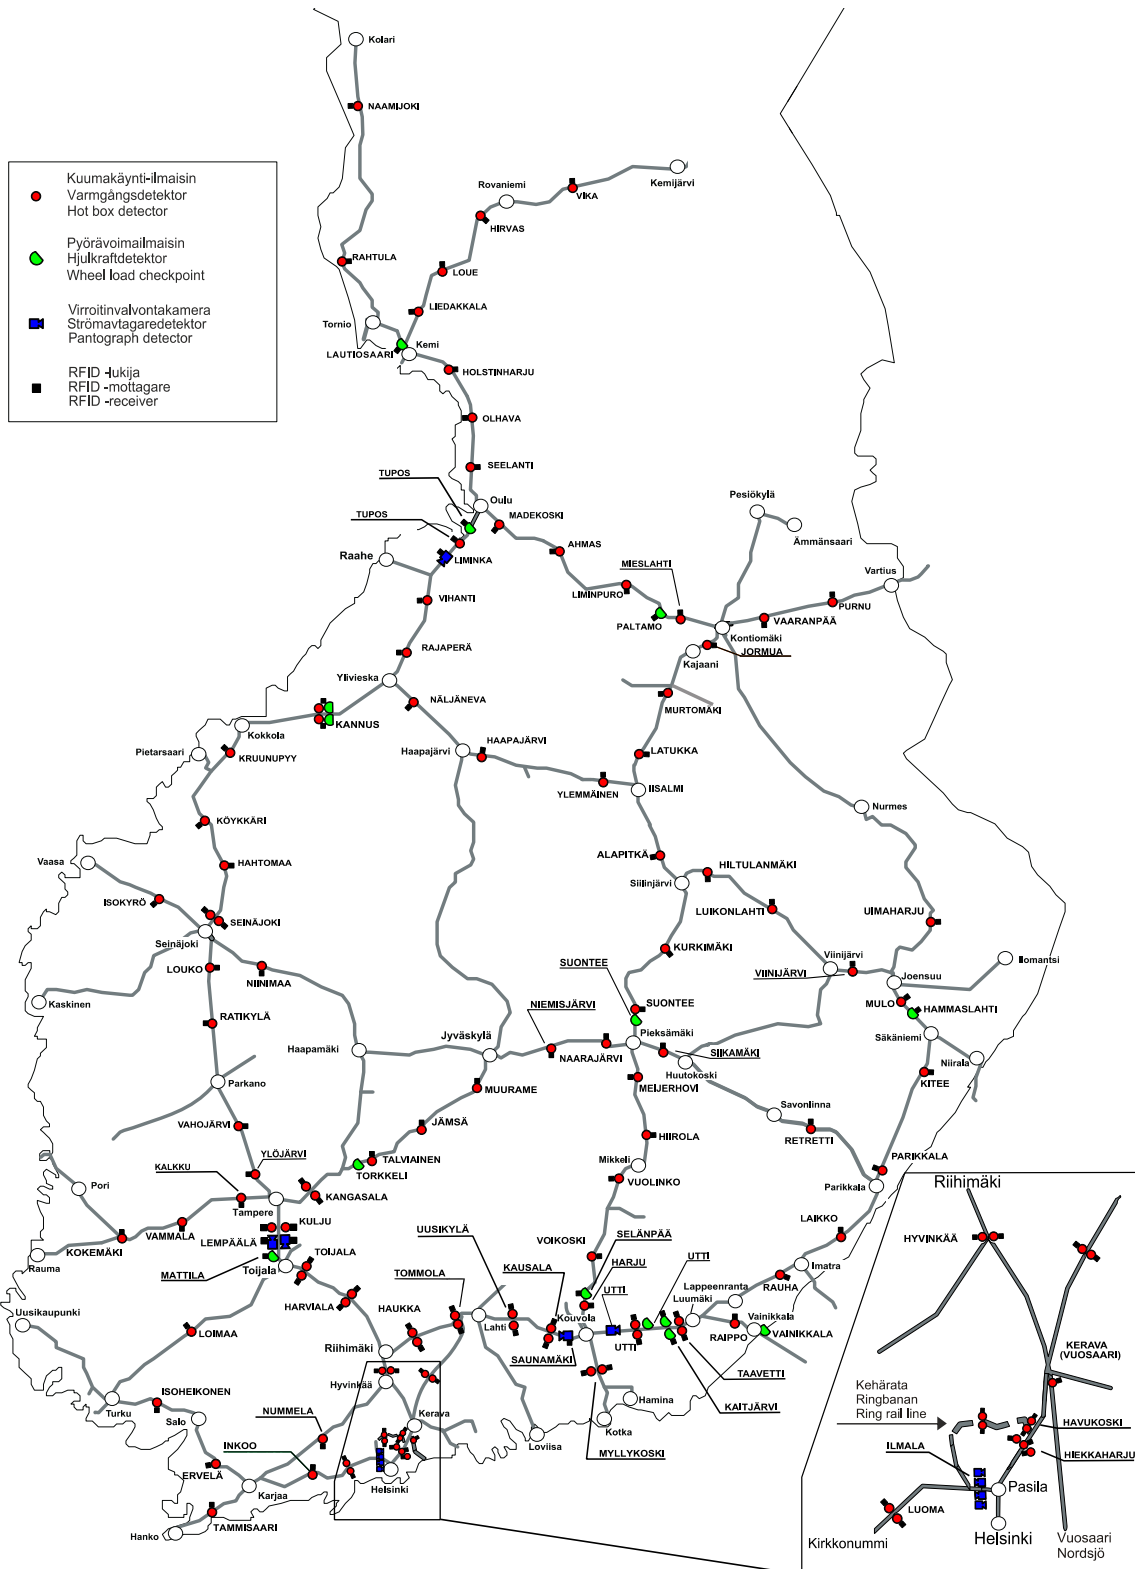 Kolari
NAAMIJOKI
Kuumakäynti-ilmaisin
Varmgångsdetektor
Hot box detector
Pyörävoimailmaisin
Hjulkraftdetektor
Wheel load checkpoint
Virroitinvalvontakamera
Strömavtagaredetektor
Pantograph detector
RFID -lukija
RFID -mottagare
RFID -receiver
Rovaniemi
Kemijärvi
VIKA
HIRVAS
RAHTULA
LOUE
LIEDAKKALA
Tornio
LAUTIOSAARI
Kemi
HOLSTINHARJU
OLHAVA
SEELANTI
TUPOS
Oulu
TUPOS
MADEKOSKI
Pesiökylä
Ämmänsaari
Raahe
LIMINKA
AHMAS
MIESLAHTI
Vartius
VIHANTI
LIMINPURO
PALTAMO
PURNU
VAARANPÄÄ
Kontiomäki
JORMUA
Kajaani
RAJAPERÄ
Ylivieska
NÄLJÄNEVA
MURTOMÄKI
KANNUS
Kokkola
Pietarsaari
KRUUNUPYY
HAAPAJÄRVI
Haapajärvi
LATUKKA
YLEMMÄINEN
IISALMI
Nurmes
KÖYKKÄRI
Vaasa
HAHTOMAA
ALAPITKÄ
HILTULANMÄKI
Siilinjärvi
ISOKYRÖ
SEINÄJOKI
LUIKONLAHTI
UIMAHARJU
Seinäjoki
KURKIMÄKI
LOUKO
NIINIMAA
SUONTEE
Viinijärvi
VIINIJÄRVI
Ilomantsi
Joensuu
Kaskinen
NIEMISJÄRVI
SUONTEE
MULO
HAMMASLAHTI
RATIKYLÄ
Jyväskylä
Pieksämäki
Säkäniemi
Haapamäki
NAARAJÄRVI
SIIKAMÄKI
Huutokoski
Niirala
Parkano
MUURAME
MEIJERHOVI
KITEE
VAHOJÄRVI
JÄMSÄ
Savonlinna
RETRETTI
HIIROLA
YLÖJÄRVI
KALKKU
TALVIAINEN
TORKKELI
Mikkeli
PARIKKALA
Pori
KANGASALA
VUOLINKO
Parikkala
Riihimäki
Tampere
VAMMALA
KOKEMÄKI
KULJU
LEMPÄÄLÄ
UUSIKYLÄ
SELÄNPÄÄ
LAIKKO
HYVINKÄÄ
Rauma
MATTILA
TOIJALA
Toijala
VOIKOSKI
KAUSALA
HARJU
UTTI
Imatra
TOMMOLA
UTTI
Lappeenranta
RAUHA
HARVIALA
HAUKKA
Luumäki
Uusikaupunki
Lahti
Kouvola
Vainikkala
LOIMAA
Riihimäki
SAUNAMÄKI
UTTI
RAIPPO
VAINIKKALA
KERAVA
(VUOSAARI)
TAAVETTI
Hyvinkää
ISOHEIKONEN
Hamina
KAITJÄRVI
Kehärata
Ringbanan
Ring rail line
Turku
Salo
NUMMELA
Kerava
Kotka
HAVUKOSKI
Loviisa
INKOO
MYLLYKOSKI
ILMALA
HIEKKAHARJU
ERVELÄ
Helsinki
Karjaa
Pasila
LUOMA
TAMMISAARI
Hanko
Kirkkonummi
Helsinki
Vuosaari
Nordsjö